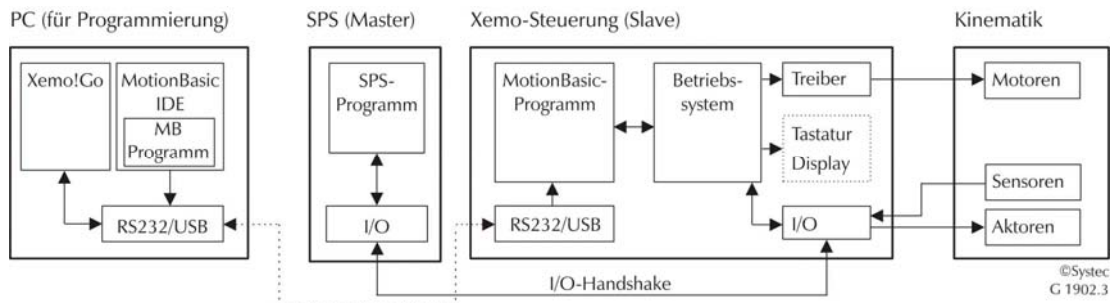 PC (für Programmierung)
SPS (Master)
Xemo-Steuerung (Slave)
Kinematik
Xemo!Go
MotionBasic
IDE
MB
Programm
RS232/USB
SPS-
Programm
I/O
MotionBasic-
Programm
RS232/USB
Betriebs-
system
Treiber
Tastatur
Display
I/O
Motoren
Sensoren
Aktoren
I/O-Handshake
©Systec
G 1902.3